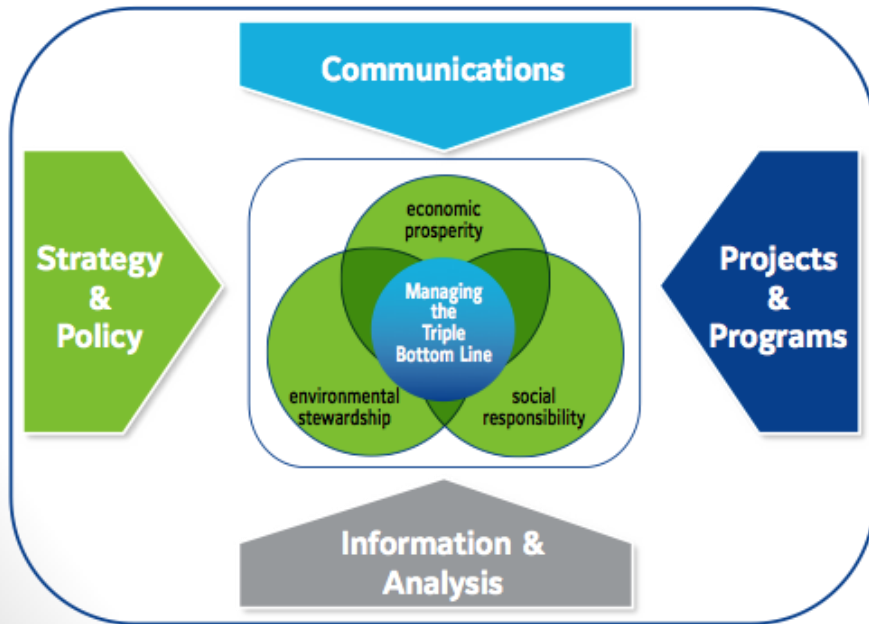 Communications
Strategy
&
Policy
economic
prosperity
Managing
the
Triple
Bottom Line
environmental
stewardship
social
responsibility
Projects
&
Programs
Information &
Analysis